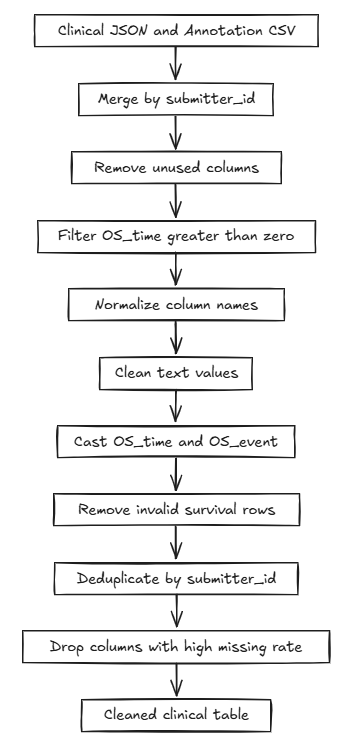 Clinical JSON and Annotation CSV
Merge by submitter_id
Remove unused columns
Filter OS_time greater than zero
Normalize column names
Clean text values
Cast OS_time and OS_event
Remove invalid survival rows
Deduplicate by submitter_id
Drop columns with high missing rate
Cleaned clinical table